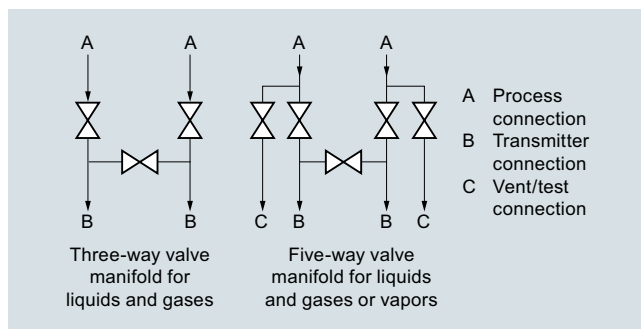 A A A A
B B C B B C
Three-way valve
manifold for
liquids and gases
Five-way valve
manifold for liquids
and gases or vapors
A Process
connection
B Transmitter
connection
C Vent/test
connection